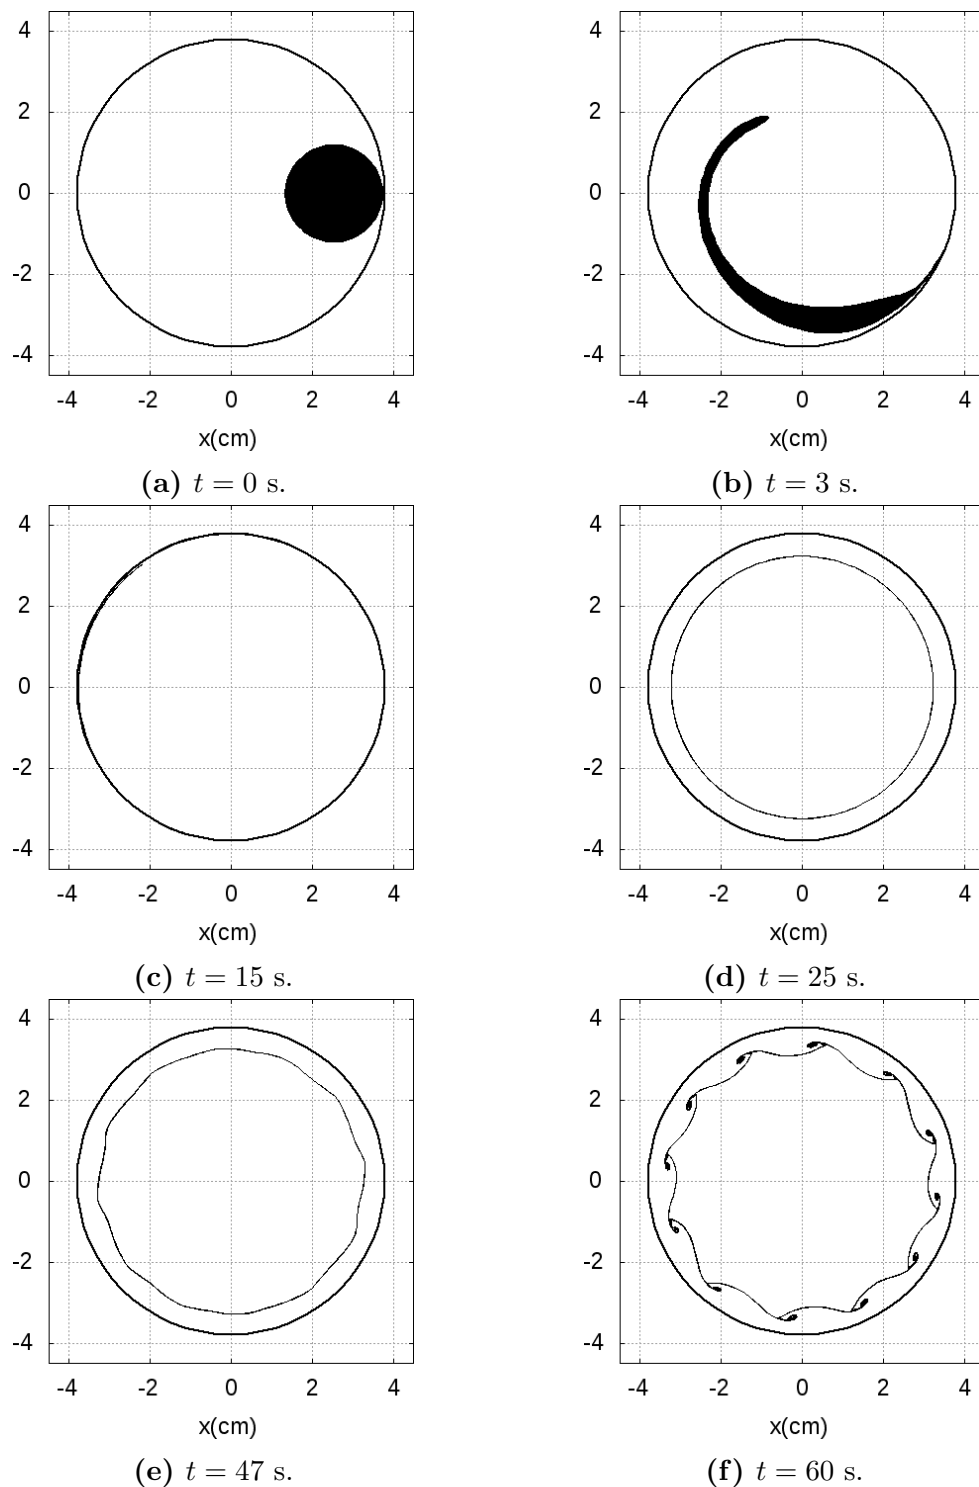 4
2
0
-2
-4
-4 -2 0 2 4
x(cm)
(a) t = 0 s.
4
2
0
-2
-4
-4 -2 0 2 4
x(cm)
(b) t = 3 s.
4
2
0
-2
-4
-4 -2 0 2 4
x(cm)
(c) t = 15 s.
4
2
0
-2
-4
-4 -2 0 2 4
x(cm)
(d) t = 25 s.
4
2
0
-2
-4
-4 -2 0 2 4
x(cm)
(e) t = 47 s.
4
2
0
-2
-4
-4 -2 0 2 4
x(cm)
(f) t = 60 s.